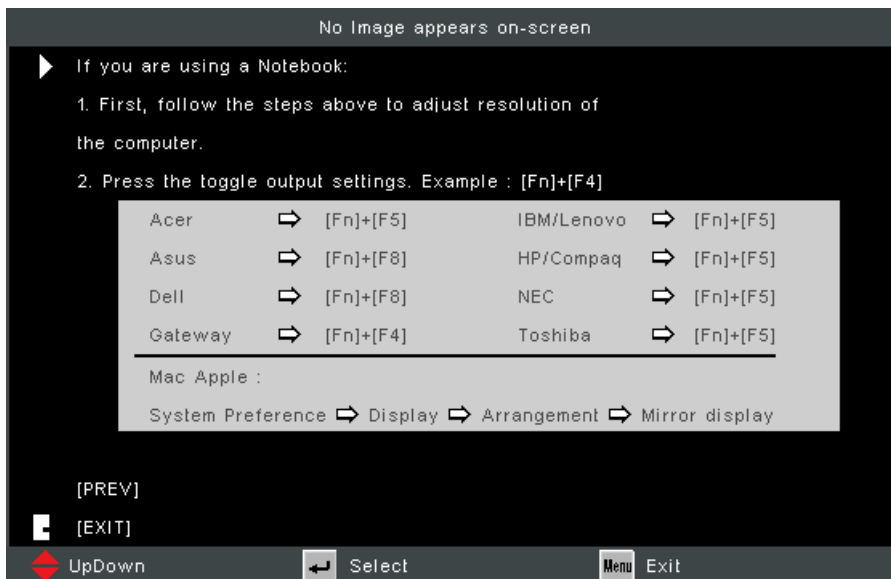 No Image appears on-screen
If you are using a Notebook:
1. First, follow the steps above to adjust resolution of
the computer.
2. Press the toggle output settings. Example : [Fn]+[F4]
Acer ⇨ [Fn]+[F5] IBM/Lenovo ⇨ [Fn]+[F5]
Asus ⇨ [Fn]+[F8] HP/Compaq ⇨ [Fn]+[F5]
Dell ⇨ [Fn]+[F8] NEC ⇨ [Fn]+[F5]
Gateway ⇨ [Fn]+[F4] Toshiba ⇨ [Fn]+[F5]
Mac Apple :
System Preference ⇨ Display ⇨ Arrangement ⇨ Mirror display
[PREV]
[EXIT]
UpDown Select Menu Exit